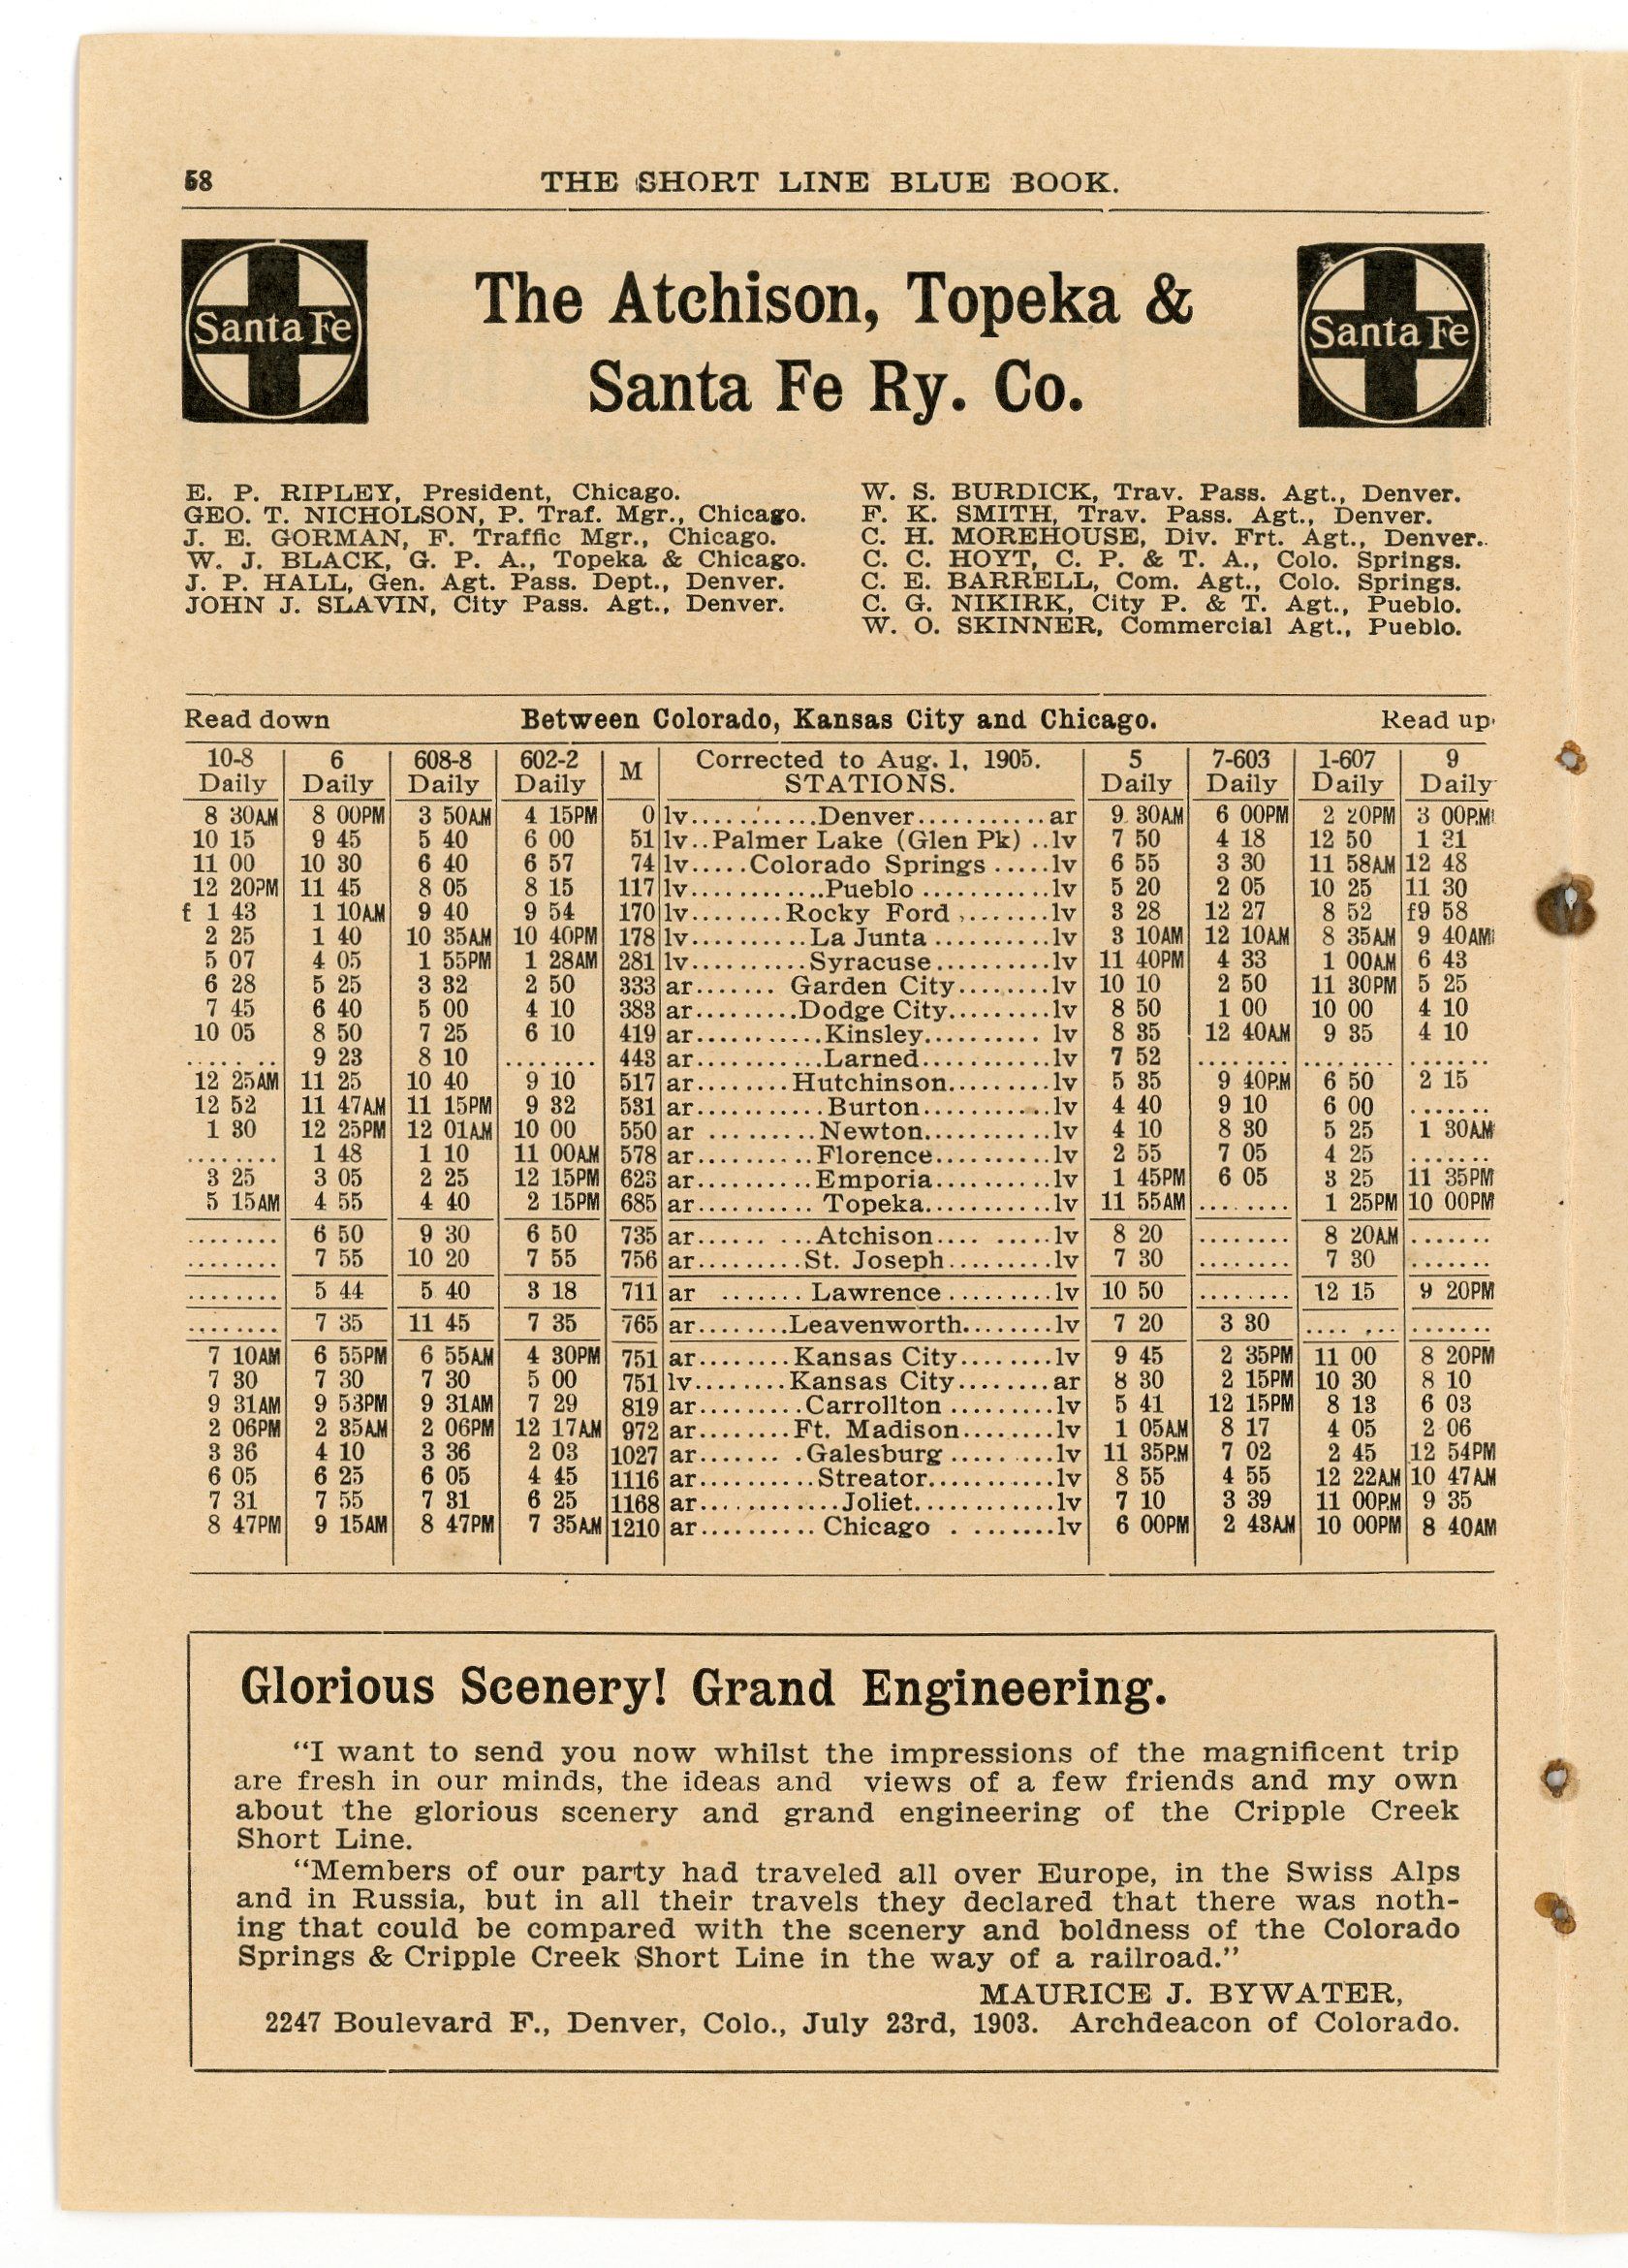 58
THE SHORT LINE BLUE BOOK.
Santa Fe
The Atchison, Topeka &
Santa Fe Ry. Co.
Santa Fe
E. P. RIPLEY, President, Chicago.
GEO. T. NICHOLSON, P. Traf. Mgr., Chicago.
J. E. GORMAN, F. Traffic Mgr., Chicago.
W. J. BLACK, G. P. A., Topeka & Chicago.
J. P. HALL, Gen. Agt. Pass. Dept., Denver.
JOHN J. SLAVIN, City Pass. Agt., Denver.
W. S. BURDICK, Trav. Pass. Agt., Denver.
F. K. SMITH, Trav. Pass. Agt., Denver.
C. H. MOREHOUSE, Div. Frt. Agt., Denver.
C. C. HOYT, C. P. & T. A., Colo. Springs.
C. E. BARRELL, Com. Agt., Colo. Springs.
C. G. NIKIRK, City P. & T. Agt., Pueblo.
W. O. SKINNER, Commercial Agt., Pueblo.
Read down Between Colorado, Kansas City and Chicago. Read up
10-8 6 608-8 602-2 M Corrected to Aug. 1, 1905. 5 7-603 1-607 9
Daily Daily Daily Daily STATIONS. Daily Daily Daily Daily
8 30AM 8 00PM 3 50AM 4 15PM 0 lv............Denver...........ar 9 30AM 6 00PM 2 20PM 3 00PM
10 15 9 45 5 40 6 00 51 lv..Palmer Lake (Glen Pk) ..lv 7 50 4 18 12 50 1 31
11 00 10 30 6 40 6 57 74 lv.....Colorado Springs .....lv 6 55 3 30 11 58AM 12 48
12 20PM 11 45 8 05 8 15 117 lv............Pueblo ...........lv 5 20 2 05 10 25 11 30
f 1 43 1 10AM 9 40 9 54 170 lv........Rocky Ford ........lv 3 28 12 27 8 52 f9 58
2 25 1 40 10 35AM 10 40PM 178 lv..........La Junta ..........lv 3 10AM 12 10AM 8 35AM 9 40AM
5 07 4 05 1 55PM 1 28AM 281 lv..........Syracuse..........lv 11 40PM 4 33 1 00AM 6 43
6 28 5 25 3 32 2 50 333 ar....... Garden City........lv 10 10 2 50 11 30PM 5 25
7 45 6 40 5 00 4 10 383 ar.........Dodge City.........lv 8 50 1 00 10 00 4 10
10 05 8 50 7 25 6 10 419 ar...........Kinsley.......... lv 8 35 12 40AM 9 35 4 10
........ 9 23 8 10 ......... 443 ar...........Larned...........lv 7 52 ........ ......... .......
12 25AM 11 25 10 40 9 10 517 ar........Hutchinson.........lv 5 35 9 40PM 6 50 2 15
12 52 11 47AM 11 15PM 9 32 531 ar...........Burton...........lv 4 40 9 10 6 00 .......
1 30 12 25PM 12 01AM 10 00 550 ar ..........Newton...........lv 4 10 8 30 5 25 1 30AM
........ 1 48 1 10 11 00AM 578 ar..........Florence..........lv 2 55 7 05 4 25 .......
3 25 3 05 2 25 12 15PM 623 ar..........Emporia..........lv 1 45PM 6 05 3 25 11 35PM
5 15AM 4 55 4 40 2 15PM 685 ar.......... Topeka...........lv 11 55AM ........ 1 25PM 10 00PM
........ 6 50 9 30 6 50 735 ar...... ...Atchison.... .....lv 8 20 ........ 8 20AM .......
......... 7 55 10 20 7 55 756 ar.........St. Joseph.........lv 7 30 ........ 7 30 .......
........ 5 44 5 40 3 18 711 ar ....... Lawrence .........lv 10 50 ........ 12 15 9 20PM
......... 7 35 11 45 7 35 765 ar........Leavenworth........lv 7 20 3 30 ........ .......
7 10AM 6 55PM 6 55AM 4 30PM 751 ar........Kansas City........lv 9 45 2 35PM 11 00 8 20PM
7 30 7 30 7 30 5 00 751 lv........Kansas City........ar 8 30 2 15PM 10 30 8 10
9 31AM 9 53PM 9 31AM 7 29 819 ar.........Carrollton .........lv 5 41 12 15PM 8 13 6 03
2 06PM 2 35AM 2 06PM 12 17AM 972 ar........Ft. Madison........lv 1 05AM 8 17 4 05 2 06
3 36 4 10 3 36 2 03 1027 ar....... .Galesburg .........lv 11 35PM 7 02 2 45 12 54PM
6 05 6 25 6 05 4 45 1116 ar...........Streator...........lv 8 55 4 55 12 22AM 10 47AM
7 31 7 55 7 31 6 25 1168 ar.............Joliet............lv 7 10 3 39 11 00PM 9 35
8 47PM 9 15AM 8 47PM 7 35AM 1210 ar.......... Chicago . .......lv 6 00PM 2 43AM 10 00PM 8 40AM
Glorious Scenery! Grand Engineering.
"I want to send you now whilst the impressions of the magnificent trip
are fresh in our minds, the ideas and views of a few friends and my own
about the glorious scenery and grand engineering of the Cripple Creek
Short Line.
"Members of our party had traveled all over Europe, in the Swiss Alps
and in Russia, but in all their travels they declared that there was noth-
ing that could be compared with the scenery and boldness of the Colorado
Springs & Cripple Creek Short Line in the way of a railroad."
MAURICE J. BYWATER,
2247 Boulevard F., Denver, Colo., July 23rd, 1903. Archdeacon of Colorado.